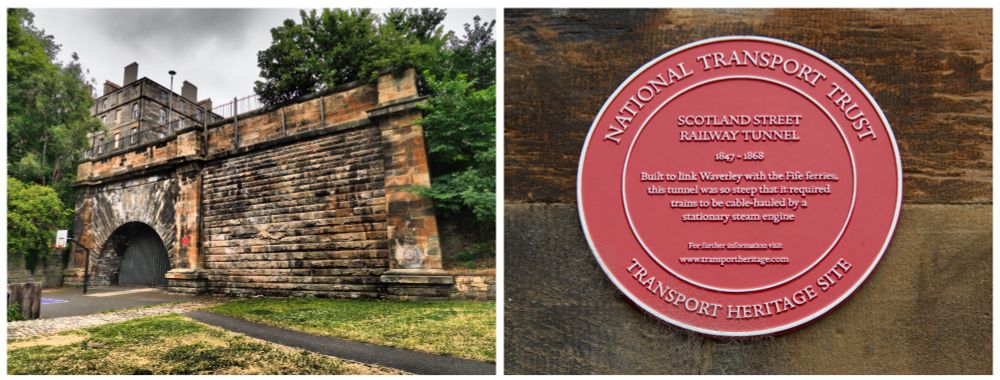 NATIONAL TRANSPORT TRUST
SCOTLAND STREET
RAILWAY TUNNEL
1847 - 1868
Built to link Waverley with the Fife ferries,
this tunnel was so steep that it required
trains to be cable-hauled by a
stationary steam engine
For further information visit
www.transportheritage.com
TRANSPORT HERITAGE SITE